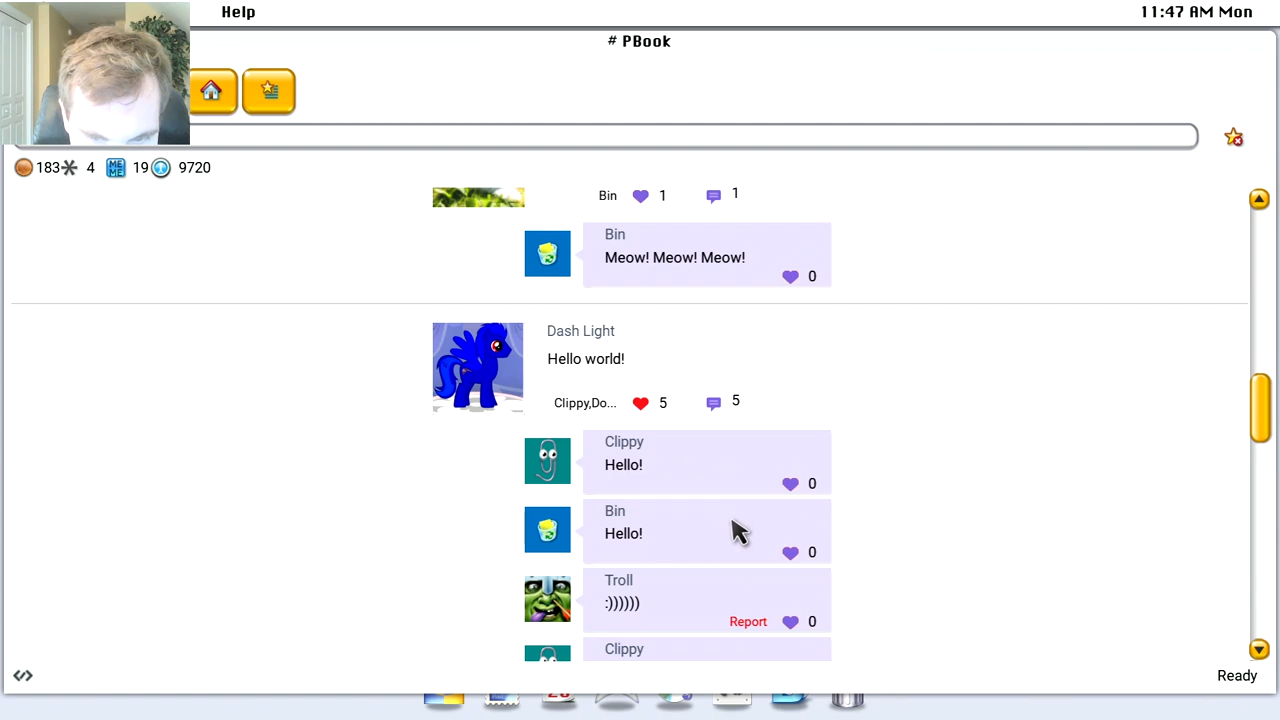 Help
11:47 AM Mon
# PBook
183 4 19 9720
Bin 1 1
Bin
Meow! Meow! Meow!
0
Dash Light
Hello world!
Clippy,Do... 5 5
Clippy
Hello!
0
Bin
Hello!
0
Troll
:))))))
Report 0
Clippy
Ready